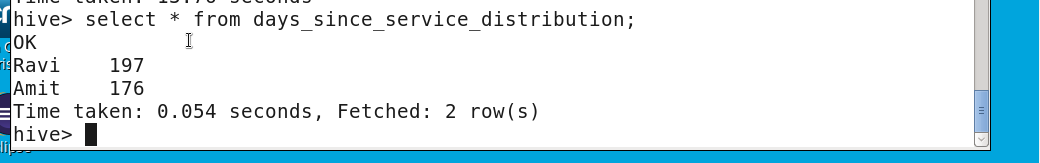 hive> select * from days_since_service_distribution;
OK
Ravi    197
Amit    176
Time taken: 0.054 seconds, Fetched: 2 row(s)
hive>